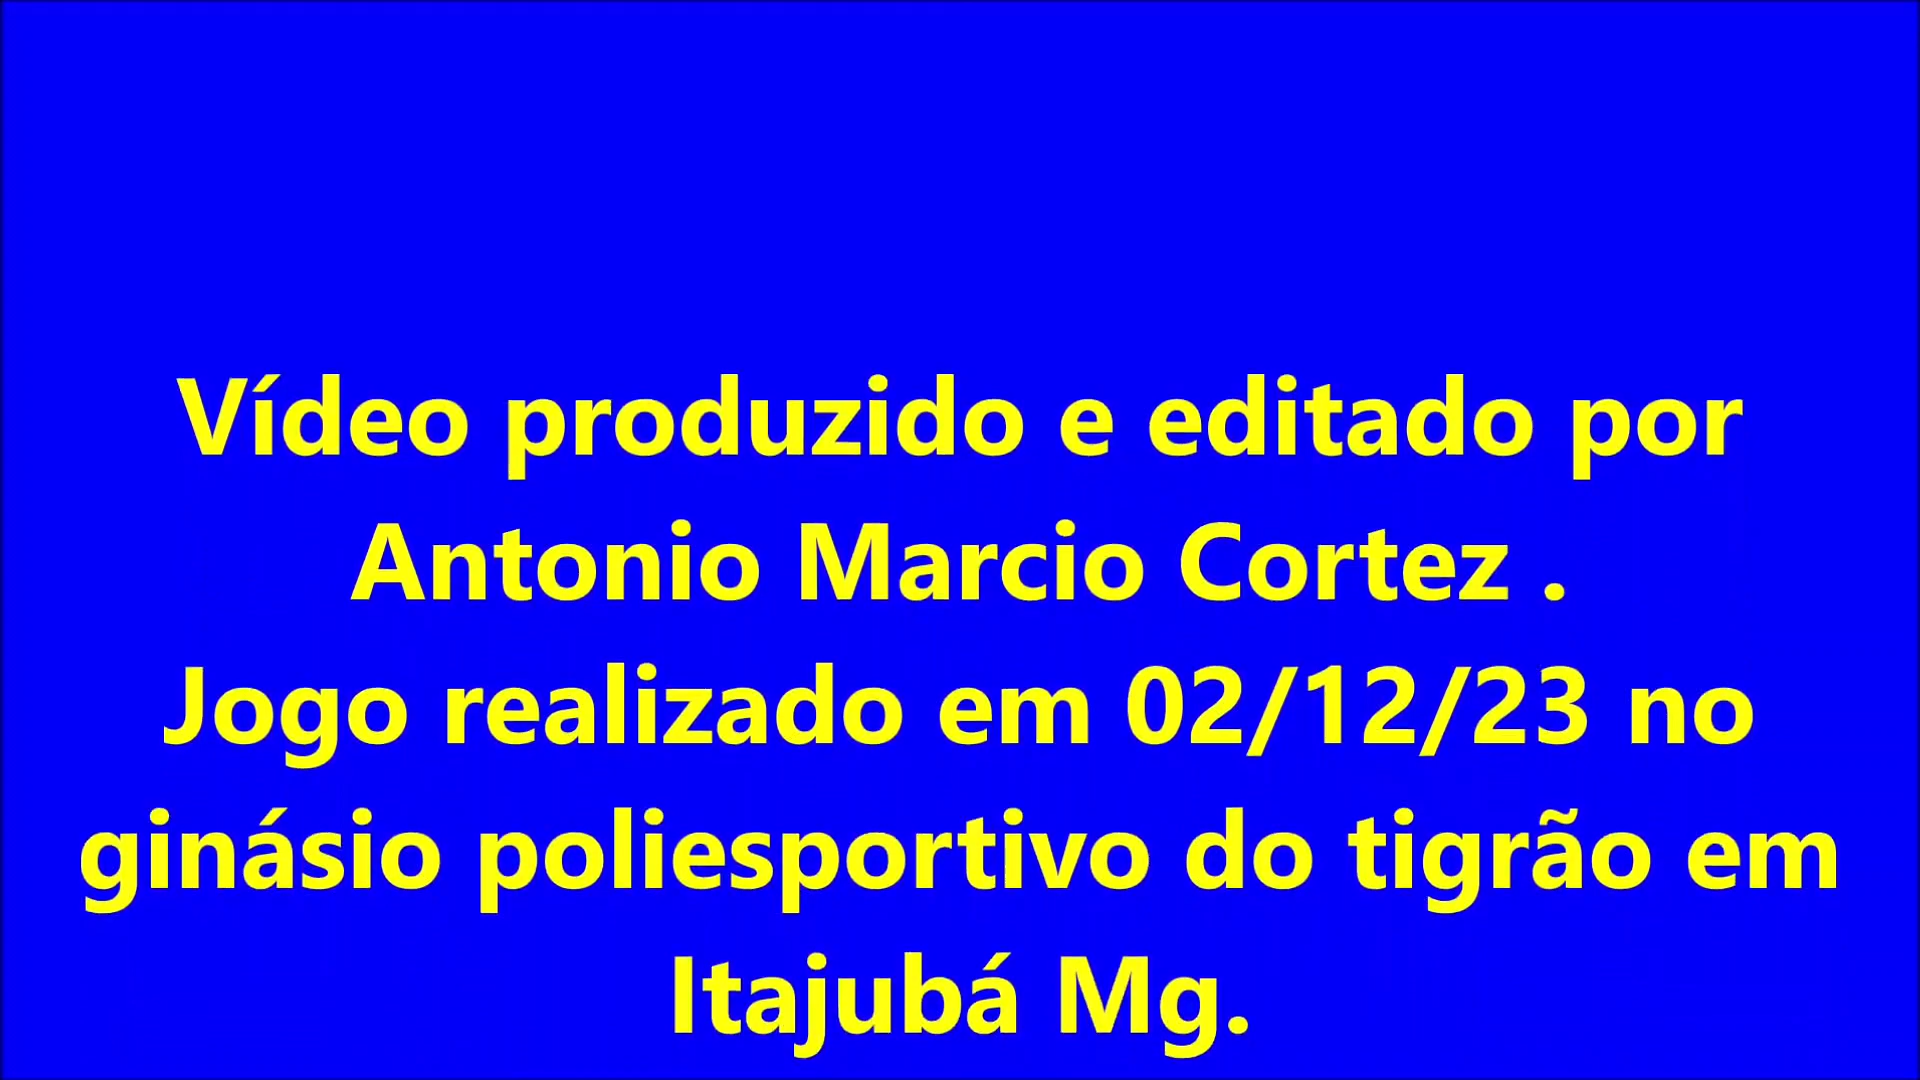 Vídeo produzido e editado por
Antonio Marcio Cortez .
Jogo realizado em 02/12/23 no
ginásio poliesportivo do tigrão em
Itajubá Mg.